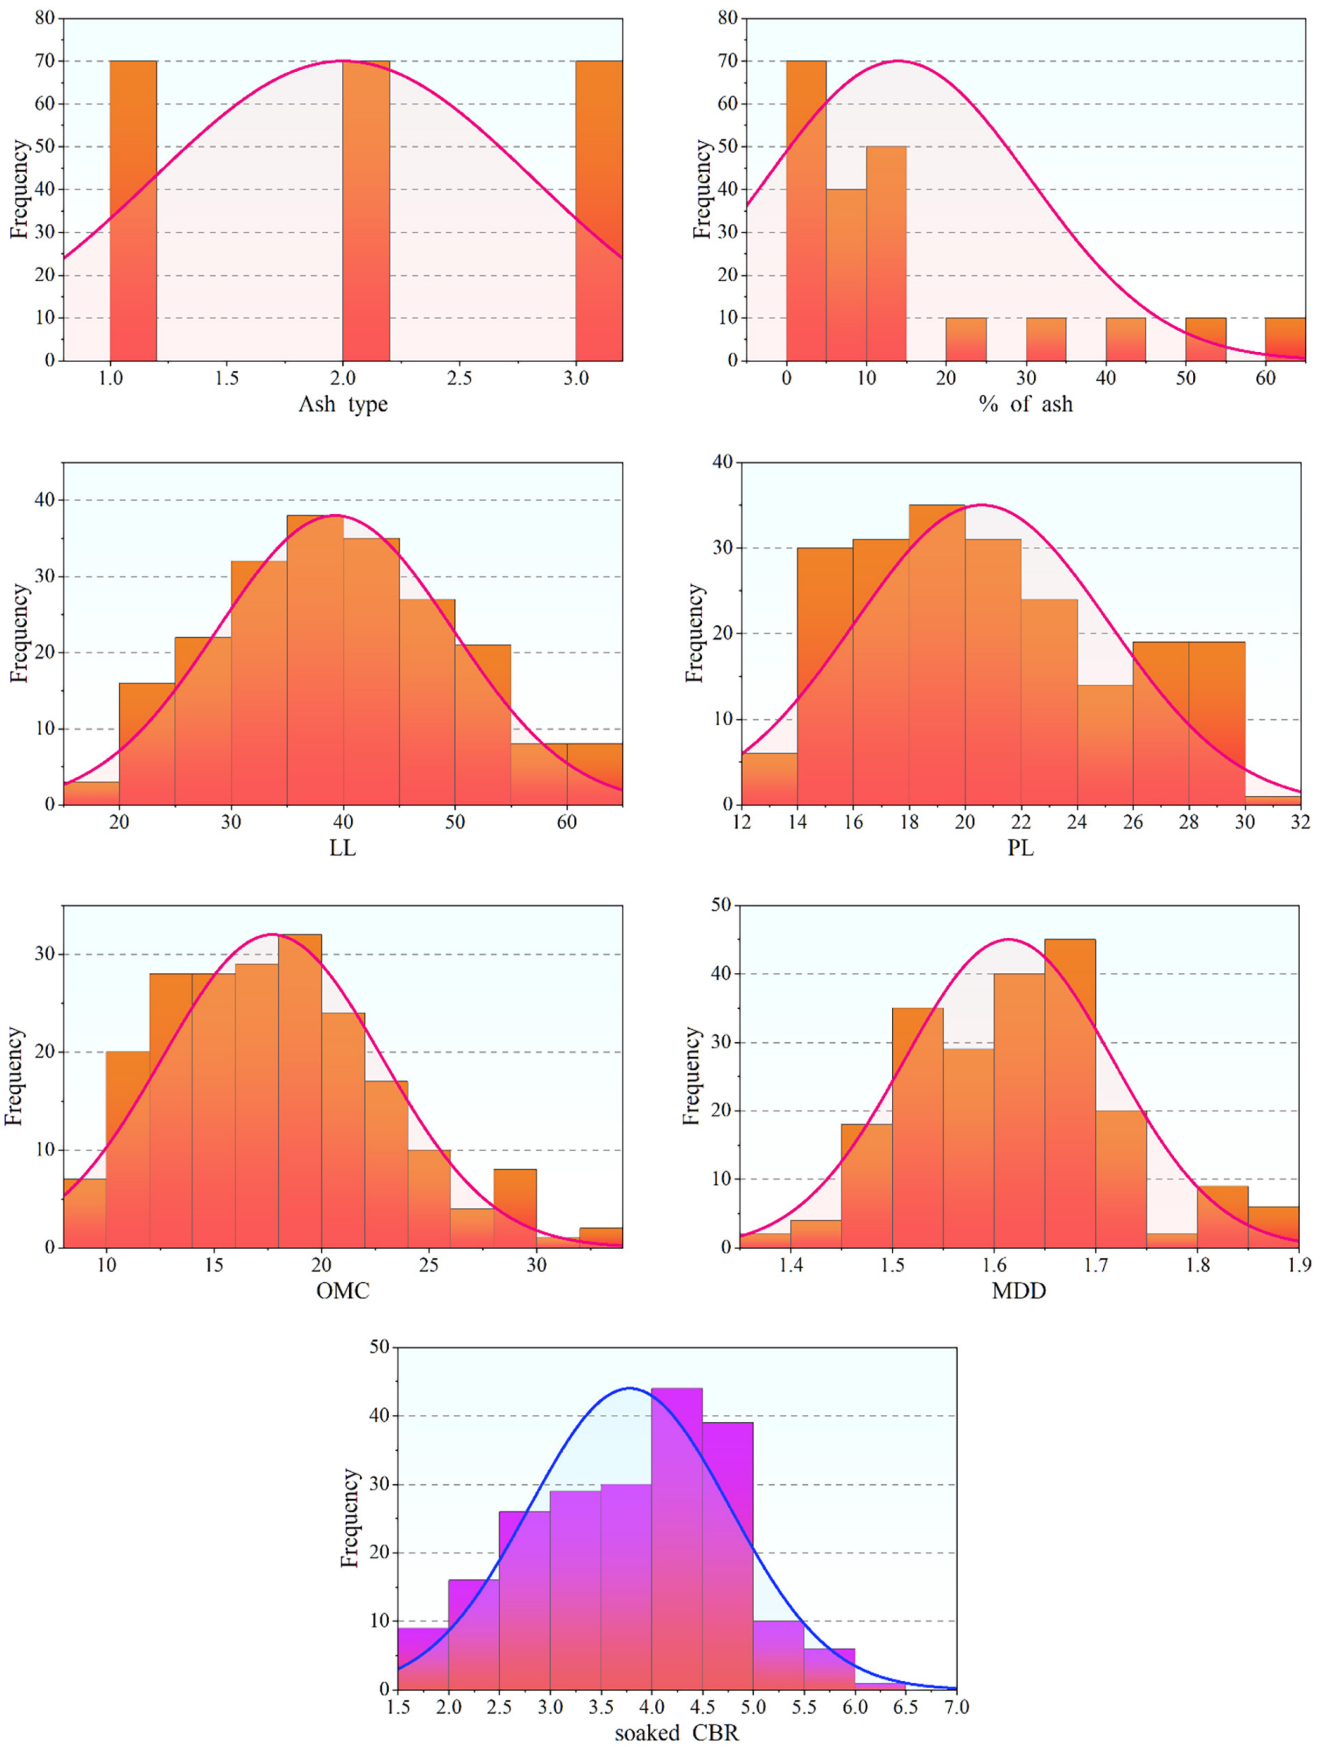 80
70
60
50
40
30
20
10
0
Frequency
1.0 1.5 2.0 2.5 3.0
Ash type
80
70
60
50
40
30
20
10
0
Frequency
0 10 20 30 40 50 60
% of ash
40
30
20
10
0
Frequency
20 30 40 50 60
LL
40
30
20
10
0
Frequency
12 14 16 18 20 22 24 26 28 30 32
PL
30
20
10
0
Frequency
10 15 20 25 30
OMC
50
40
30
20
10
0
Frequency
1.4 1.5 1.6 1.7 1.8 1.9
MDD
50
40
30
20
10
0
Frequency
1.5 2.0 2.5 3.0 3.5 4.0 4.5 5.0 5.5 6.0 6.5 7.0
soaked CBR